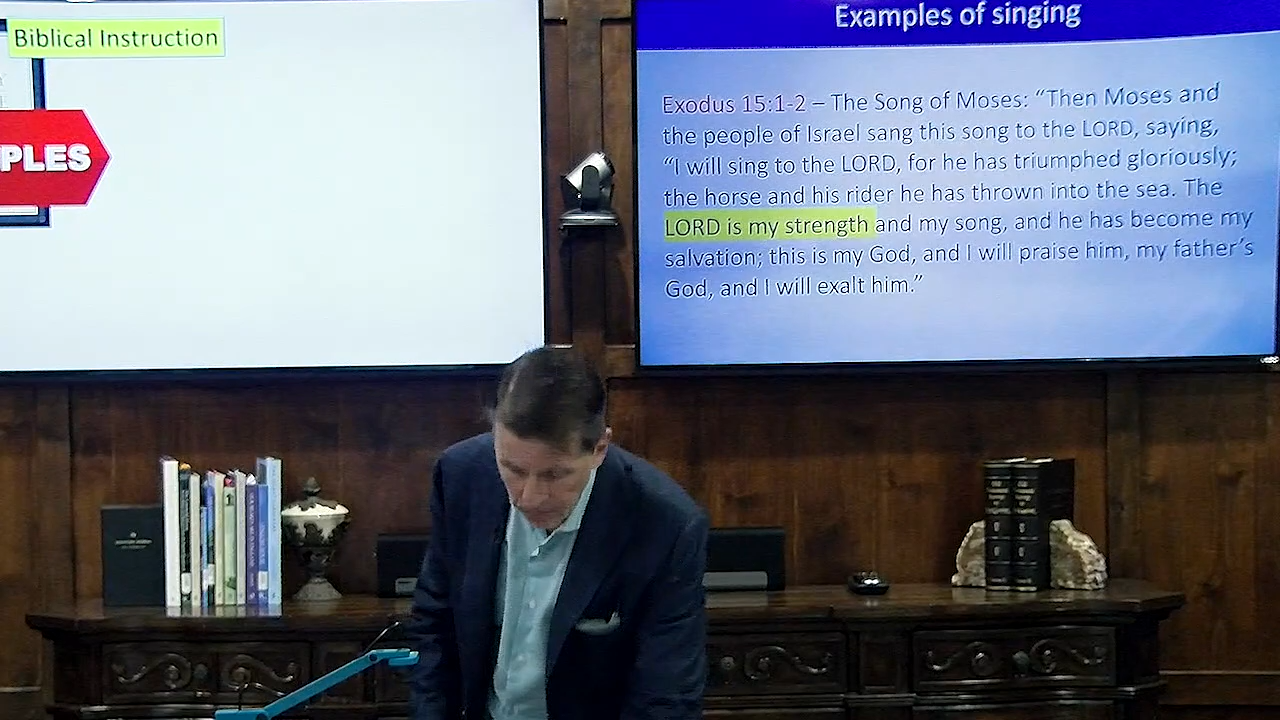 Biblical Instruction
PLES
Examples of singing
Exodus 15:1-2 – The Song of Moses: “Then Moses and
the people of Israel sang this song to the LORD, saying,
“I will sing to the LORD, for he has triumphed gloriously;
the horse and his rider he has thrown into the sea. The
LORD is my strength and my song, and he has become my
salvation; this is my God, and I will praise him, my father’s
God, and I will exalt him.”